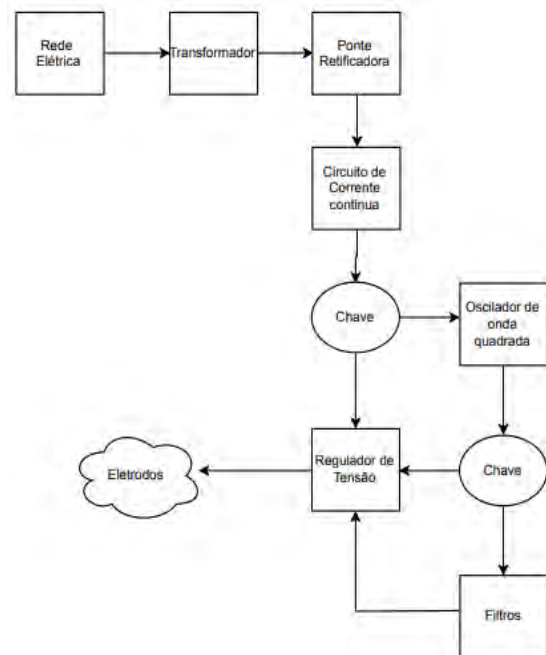 Rede
Elétrica
Transformador
Ponte
Retificadora
Circuito de
Corrente
contínua
Chave
Oscilador de
onda
quadrada
Eletrodos
Regulador de
Tensão
Chave
Filtros